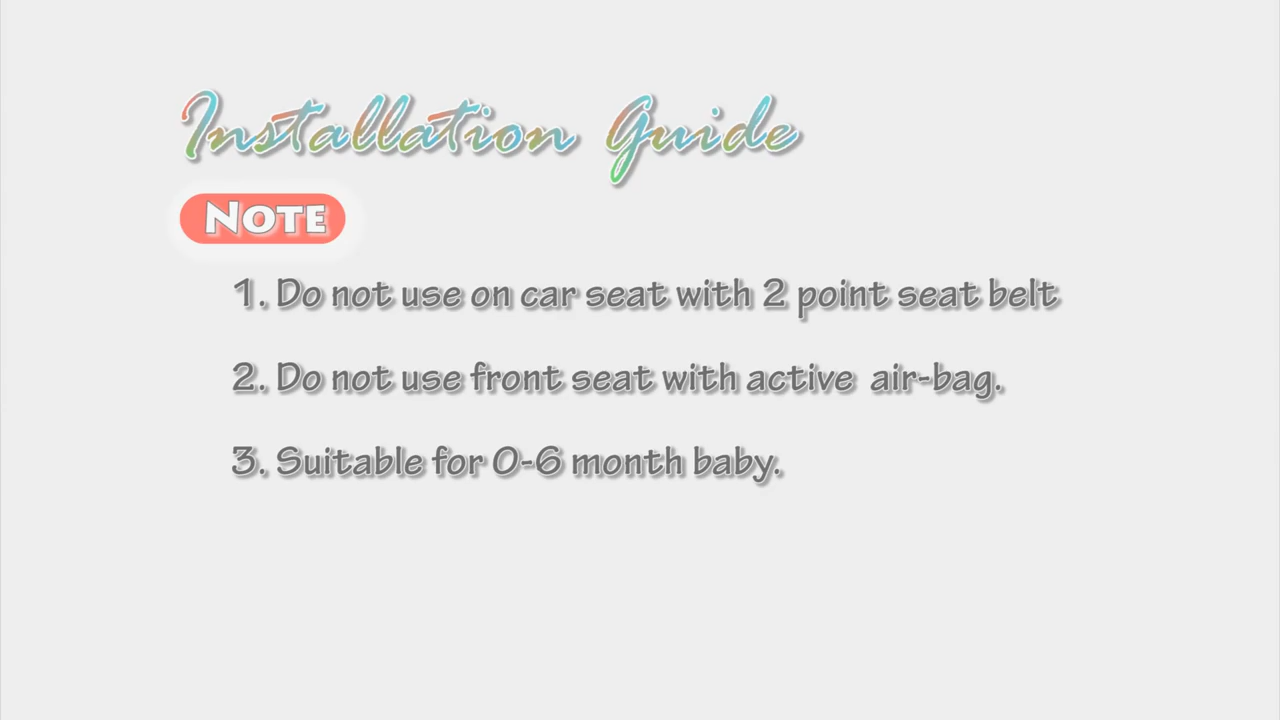 Installation Guide
NOTE
1. Do not use on car seat with 2 point seat belt
2. Do not use front seat with active air-bag.
3. Suitable for 0-6 month baby.